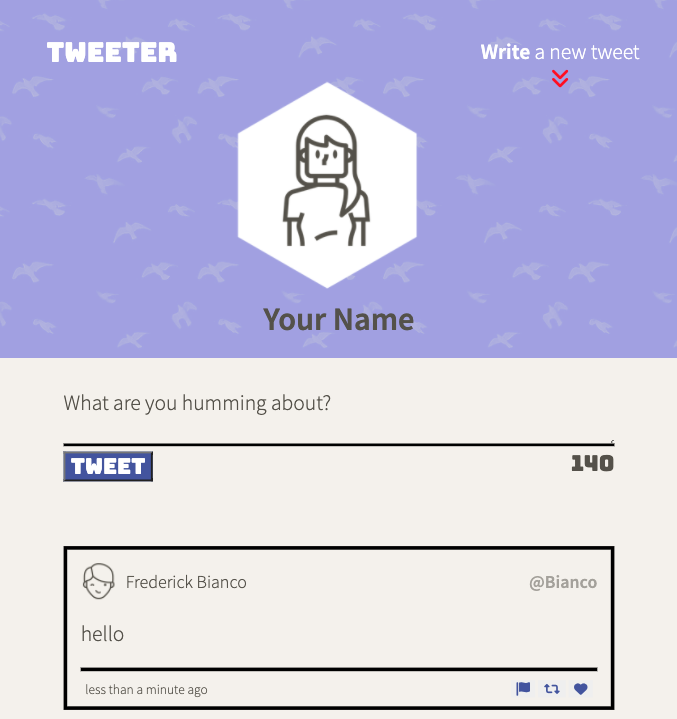 TWEETER
Write a new tweet
Your Name
What are you humming about?
TWEET
140
Frederick Bianco
@Bianco
hello
less than a minute ago